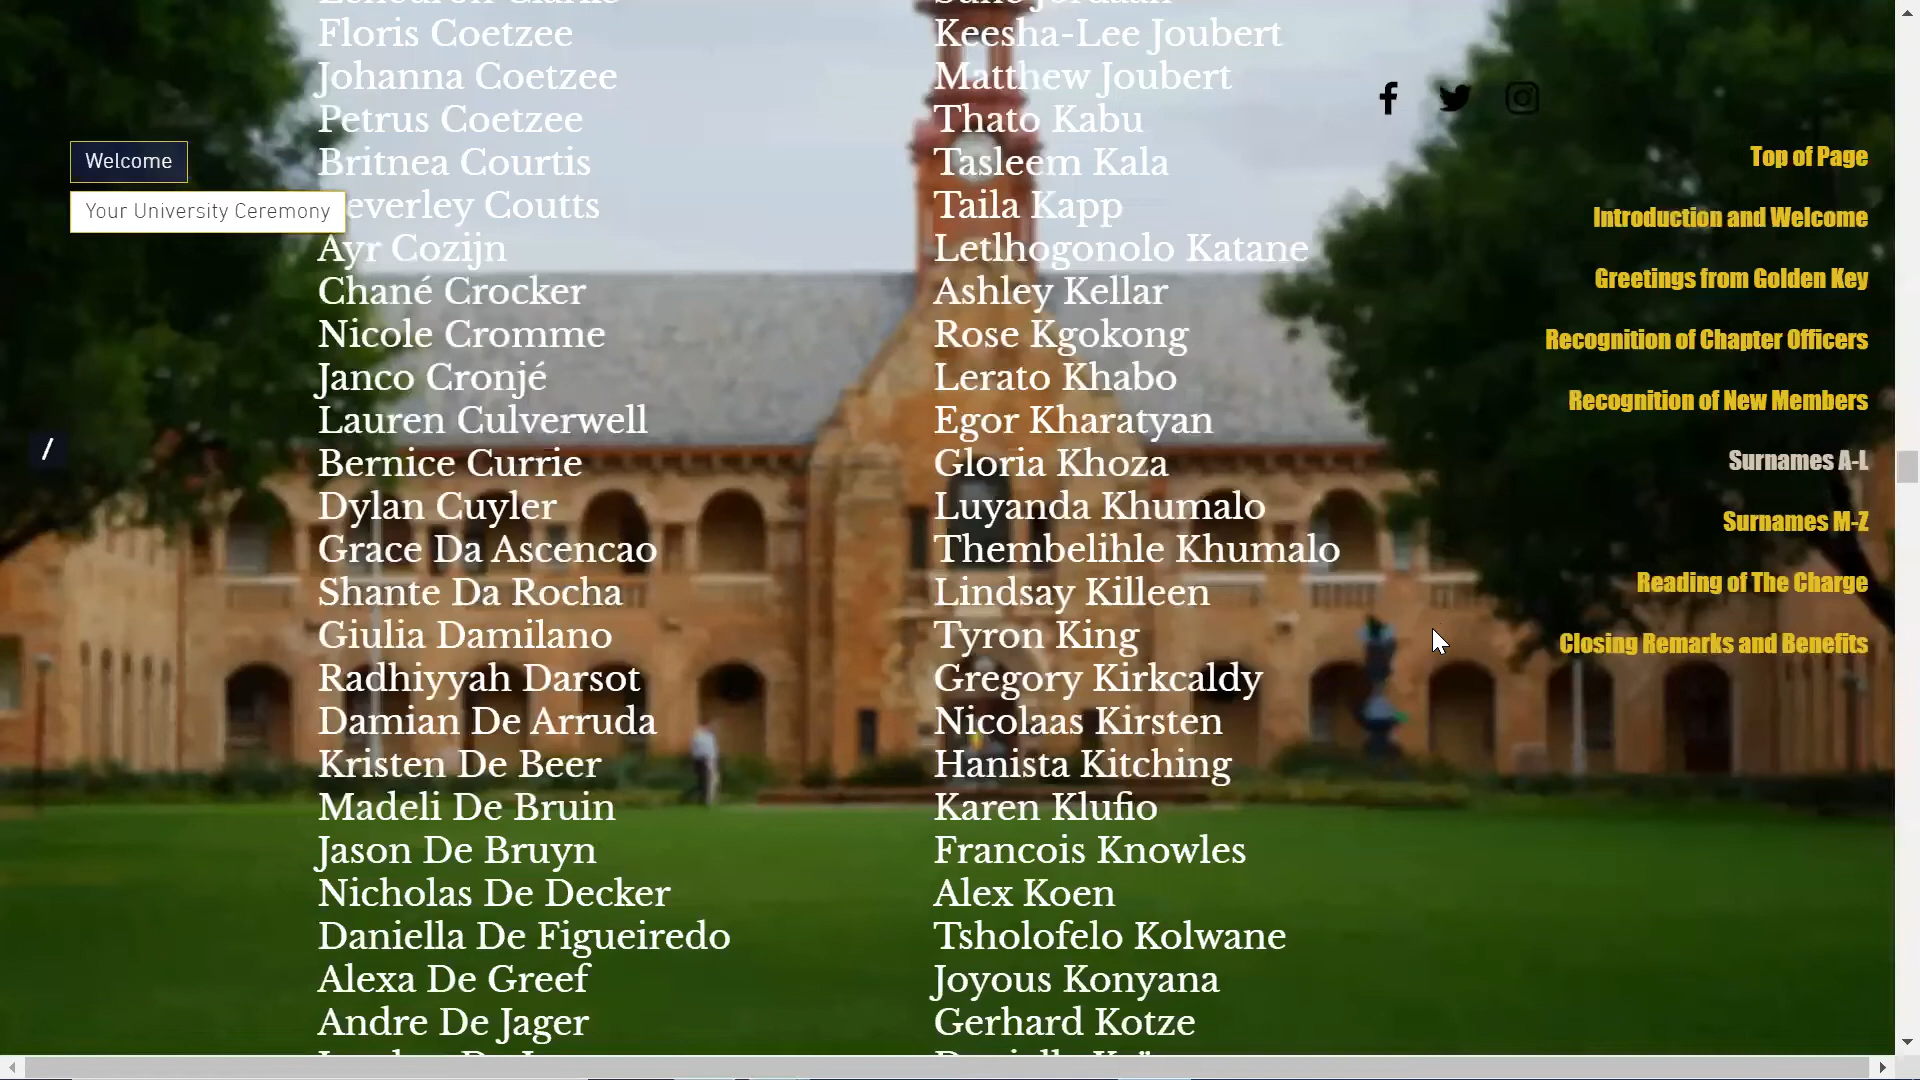 Floris Coetzee
Johanna Coetzee
Petrus Coetzee
Britnea Courtis
Coutts
Ayr Cozijn
Chané Crocker
Nicole Cromme
Janco Cronjé
Lauren Culverwell
Bernice Currie
Dylan Cuyler
Grace Da Ascencao
Shante Da Rocha
Giulia Damilano
Radhiyyah Darsot
Damian De Arruda
Kristen De Beer
Madeli De Bruin
Jason De Bruyn
Nicholas De Decker
Daniella De Figueiredo
Alexa De Greef
Andre De Jager
Keesha-Lee Joubert
Matthew Joubert
Thato Kabu
Tasleem Kala
Taila Kapp
Letlhogonolo Katane
Ashley Kellar
Rose Kgokong
Lerato Khabo
Egor Kharatyan
Gloria Khoza
Luyanda Khumalo
Thembelihle Khumalo
Lindsay Killeen
Tyron King
Gregory Kirkcaldy
Nicolaas Kirsten
Hanista Kitching
Karen Klufio
Francois Knowles
Alex Koen
Tsholofelo Kolwane
Joyous Konyana
Gerhard Kotze
Welcome
Your University Ceremony
/
Top of Page
Introduction and Welcome
Greetings from Golden Key
Recognition of Chapter Officers
Recognition of New Members
Surnames A-L
Surnames M-Z
Reading of The Charge
Closing Remarks and Benefits